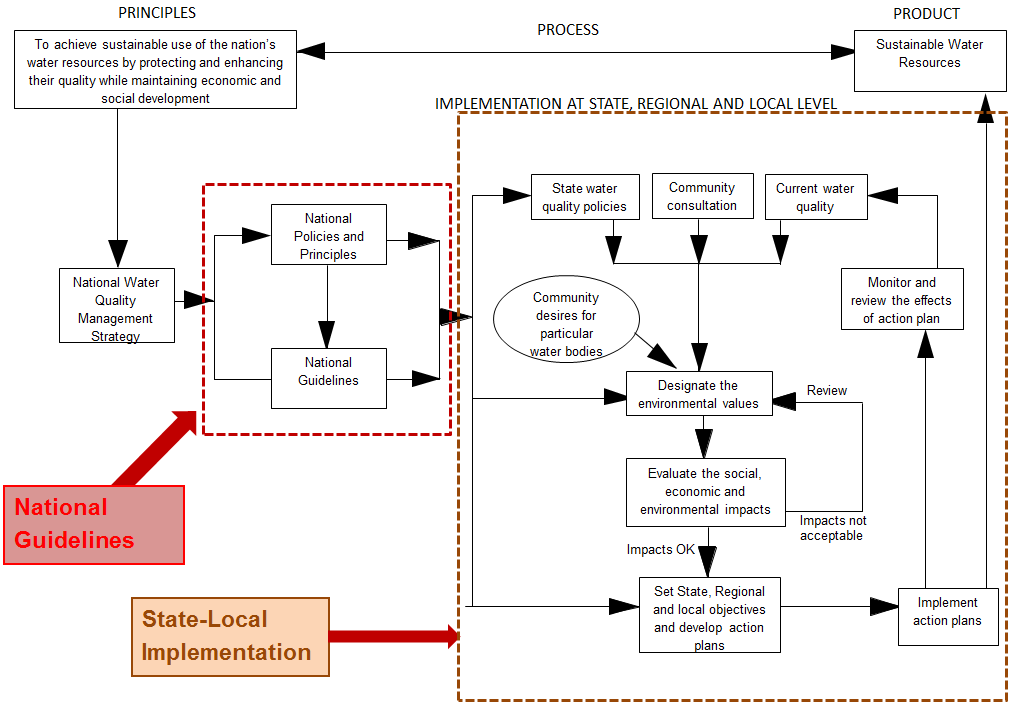 PRINCIPLES
PROCESS
PRODUCT
To achieve sustainable use of the nation's
water resources by protecting and enhancing
their quality while maintaining economic and
social development
Sustainable Water
Resources
IMPLEMENTATION AT STATE, REGIONAL AND LOCAL LEVEL
National Water
Quality
Management
Strategy
National
Policies and
Principles
National
Guidelines
State water
quality policies
Community
consultation
Current water
quality
Community
desires for
particular
water bodies
Monitor and
review the effects
of action plan
Designate the
environmental values
Review
Evaluate the social,
economic and
environmental impacts
Impacts not
acceptable
Impacts OK
Set State, Regional
and local objectives
and develop action
plans
Implement
action plans
National
Guidelines
State-Local
Implementation